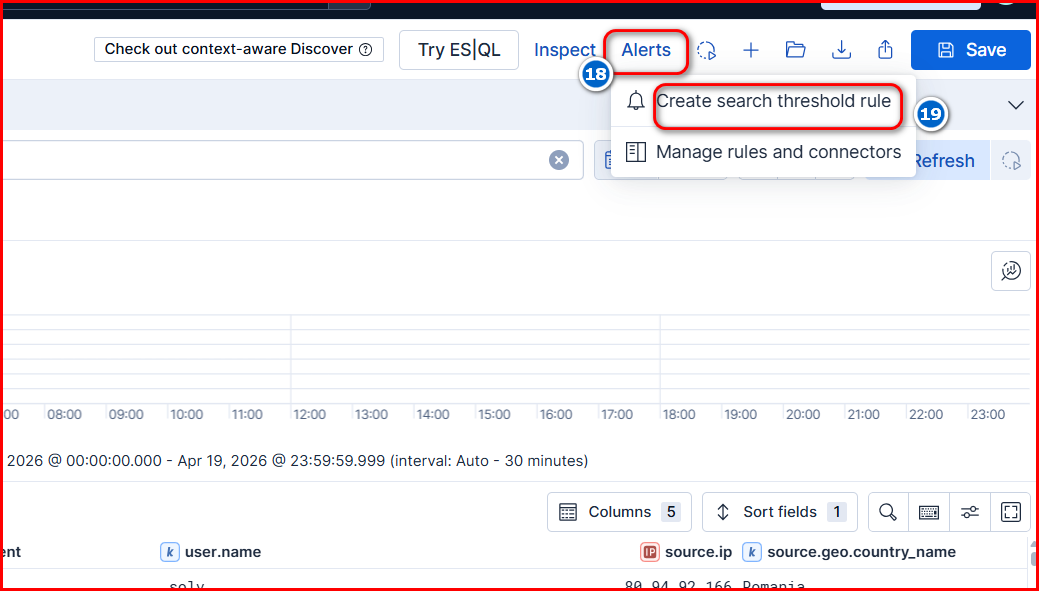 Check out context-aware Discover
Try ES|QL
Inspect
Alerts
Save
18
Create search threshold rule
19
Manage rules and connectors
Refresh
00 08:00 09:00 10:00 11:00 12:00 13:00 14:00 15:00 16:00 17:00 18:00 19:00 20:00 21:00 22:00 23:00
2026 @ 00:00:00.000 - Apr 19, 2026 @ 23:59:59.999 (interval: Auto - 30 minutes)
Columns 5
Sort fields 1
ent
k user.name
IP source.ip
k source.geo.country_name
solv
80.94.92.166 Romania